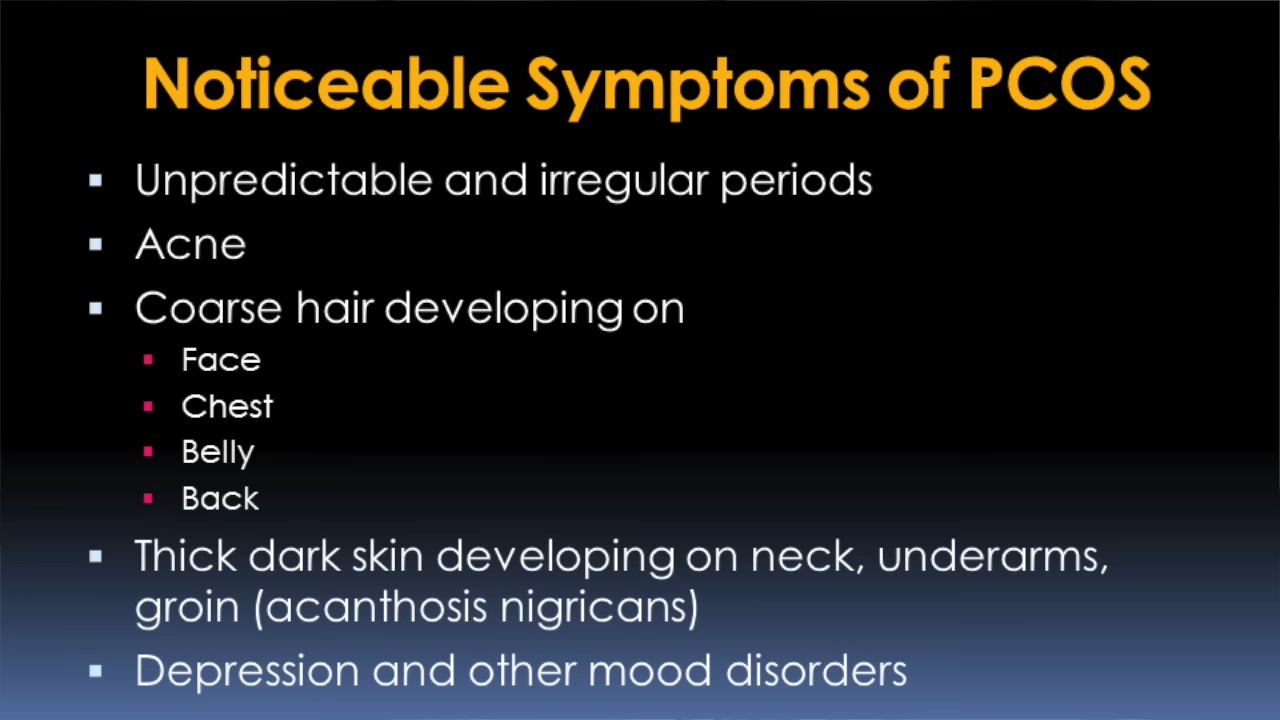 Noticeable Symptoms of PCOS
▪ Unpredictable and irregular periods
▪ Acne
▪ Coarse hair developing on
▪ Face
▪ Chest
▪ Belly
▪ Back
▪ Thick dark skin developing on neck, underarms,
groin (acanthosis nigricans)
▪ Depression and other mood disorders